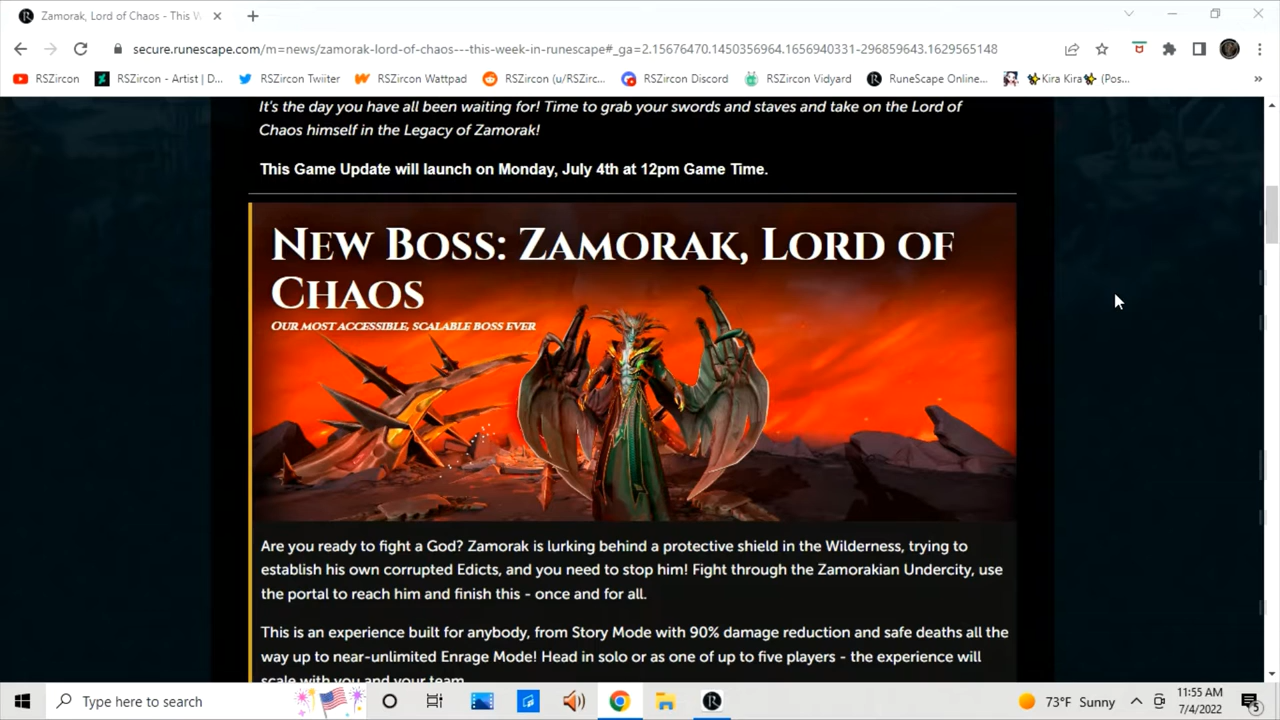 Zamorak, Lord of Chaos - This W
secure.runescape.com/m=news/zamorak-lord-of-chaos---this-week-in-runescape#_ga=2.15676470.1450356964.1656940331-296859643.1629565148
RSZircon
RSZircon - Artist | D...
RSZircon Twiiter
RSZircon Wattpad
RSZircon (u/RSZirc...
RSZircon Discord
RSZircon Vidyard
RuneScape Online...
Kira Kira (Pos...
It's the day you have all been waiting for! Time to grab your swords and staves and take on the Lord of
Chaos himself in the Legacy of Zamorak!
This Game Update will launch on Monday, July 4th at 12pm Game Time.
New Boss: Zamorak, Lord of
Chaos
Our most accessible, scalable boss ever
Are you ready to fight a God? Zamorak is lurking behind a protective shield in the Wilderness, trying to
establish his own corrupted Edicts, and you need to stop him! Fight through the Zamorakian Undercity, use
the portal to reach him and finish this - once and for all.
This is an experience built for anybody, from Story Mode with 90% damage reduction and safe deaths all the
way up to near-unlimited Enrage Mode! Head in solo or as one of up to five players - the experience will
scale with you and your team.
Type here to search
73°F Sunny
11:55 AM
7/4/2022
5